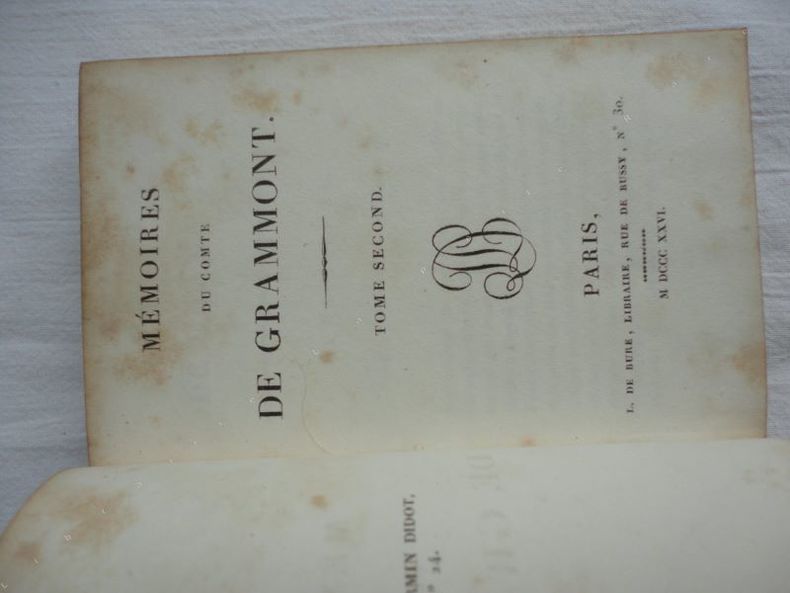 MÉMOIRES
DU COMTE
DE GRAMMONT.
TOME SECOND.
PARIS,
L. DE BURE, LIBRAIRE, RUE DE BUSSY, N° 30.
M DCCC XXVI.
DIDOT,
24.